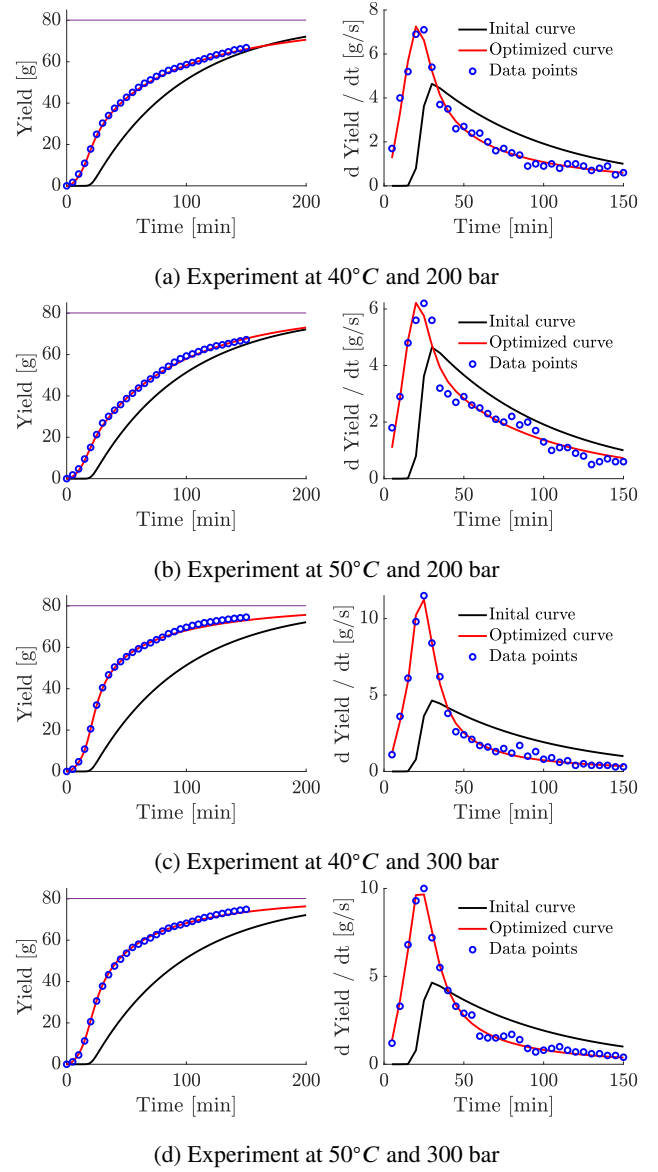 80
60
40
20
0
Yield [g]
0 100 200
Time [min]
8
6
4
2
0
d Yield / dt [g/s]
Inital curve
Optimized curve
Data points
50 100 150
Time [min]
(a) Experiment at 40°C and 200 bar
80
60
40
20
0
Yield [g]
0 100 200
Time [min]
6
4
2
0
d Yield / dt [g/s]
Inital curve
Optimized curve
Data points
50 100 150
Time [min]
(b) Experiment at 50°C and 200 bar
80
60
40
20
0
Yield [g]
0 100 200
Time [min]
10
5
0
d Yield / dt [g/s]
Inital curve
Optimized curve
Data points
50 100 150
Time [min]
(c) Experiment at 40°C and 300 bar
80
60
40
20
0
Yield [g]
0 100 200
Time [min]
10
5
0
d Yield / dt [g/s]
Inital curve
Optimized curve
Data points
50 100 150
Time [min]
(d) Experiment at 50°C and 300 bar